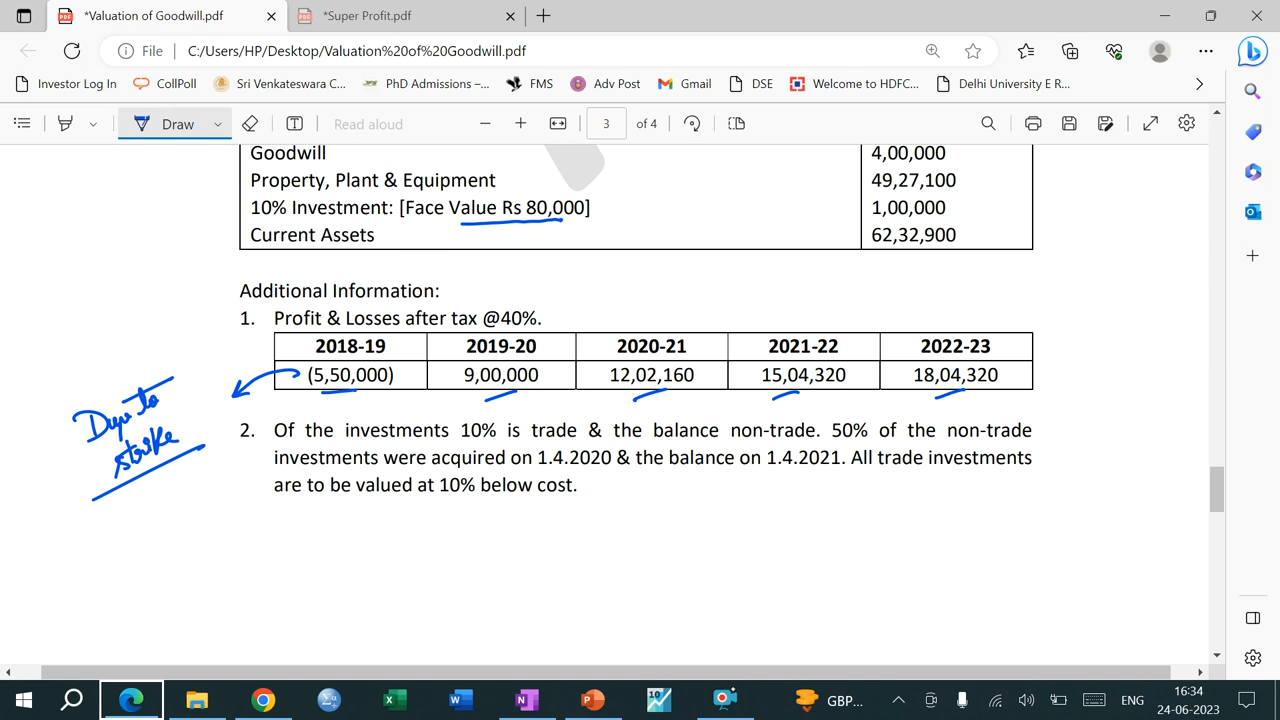 *Valuation of Goodwill.pdf
*Super Profit.pdf
File
C:/Users/HP/Desktop/Valuation%20of%20Goodwill.pdf
Investor Log In
CollPoll
Sri Venkateswara C...
PhD Admissions –...
FMS
Adv Post
Gmail
DSE
Welcome to HDFC...
Delhi University E R...
Draw
Read aloud
3 of 4
Goodwill 4,00,000
Property, Plant & Equipment 49,27,100
10% Investment: [Face Value Rs 80,000] 1,00,000
Current Assets 62,32,900
Additional Information:
1. Profit & Losses after tax @40%.
2018-19 2019-20 2020-21 2021-22 2022-23
(5,50,000) 9,00,000 12,02,160 15,04,320 18,04,320
Due to
strike
2. Of the investments 10% is trade & the balance non-trade. 50% of the non-trade
investments were acquired on 1.4.2020 & the balance on 1.4.2021. All trade investments
are to be valued at 10% below cost.
GBP...
ENG
16:34
24-06-2023